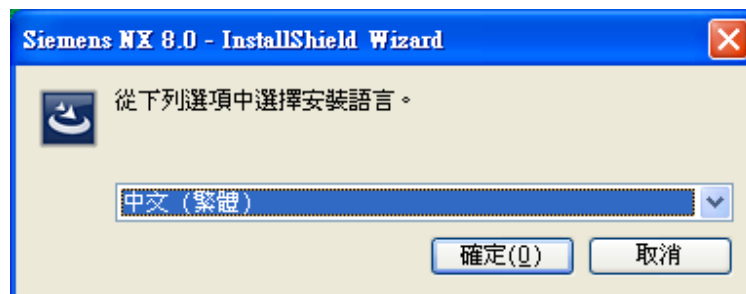 Siemens NX 8.0 - InstallShield Wizard
從下列選項中選擇安裝語言。
中文 (繁體)
確定(O)
取消